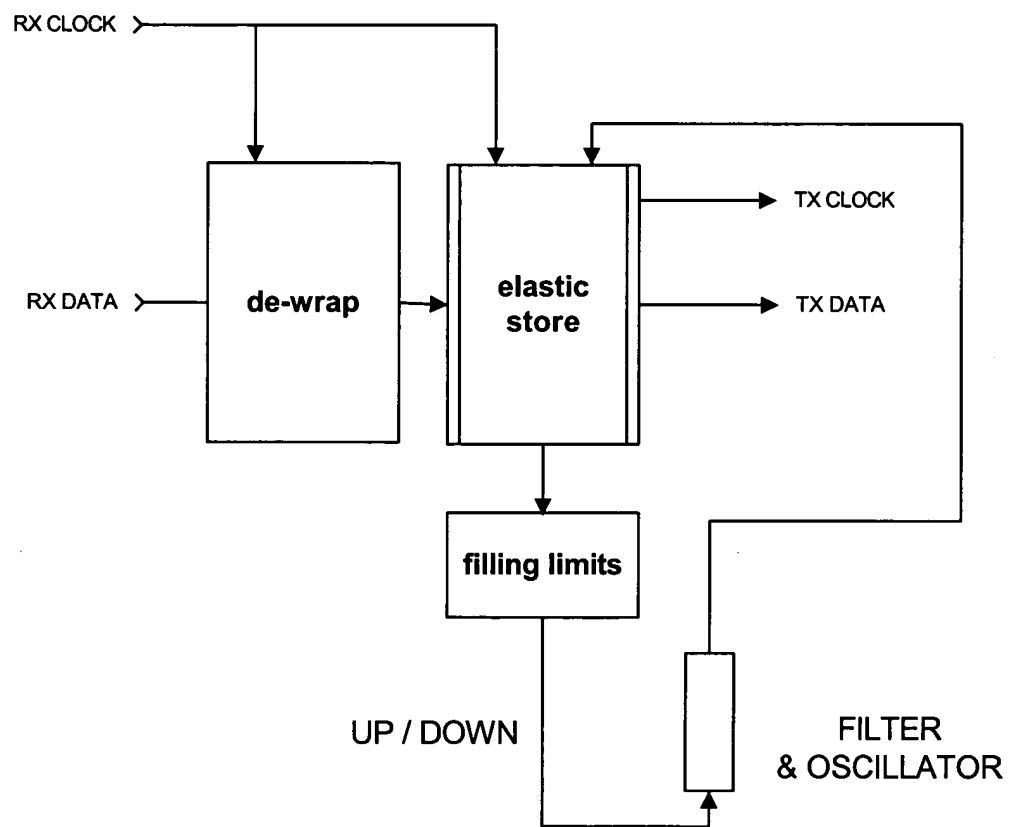 RX CLOCK
TX CLOCK
RX DATA
de-wrap
elastic
store
TX DATA
filling limits
UP / DOWN
FILTER
& OSCILLATOR